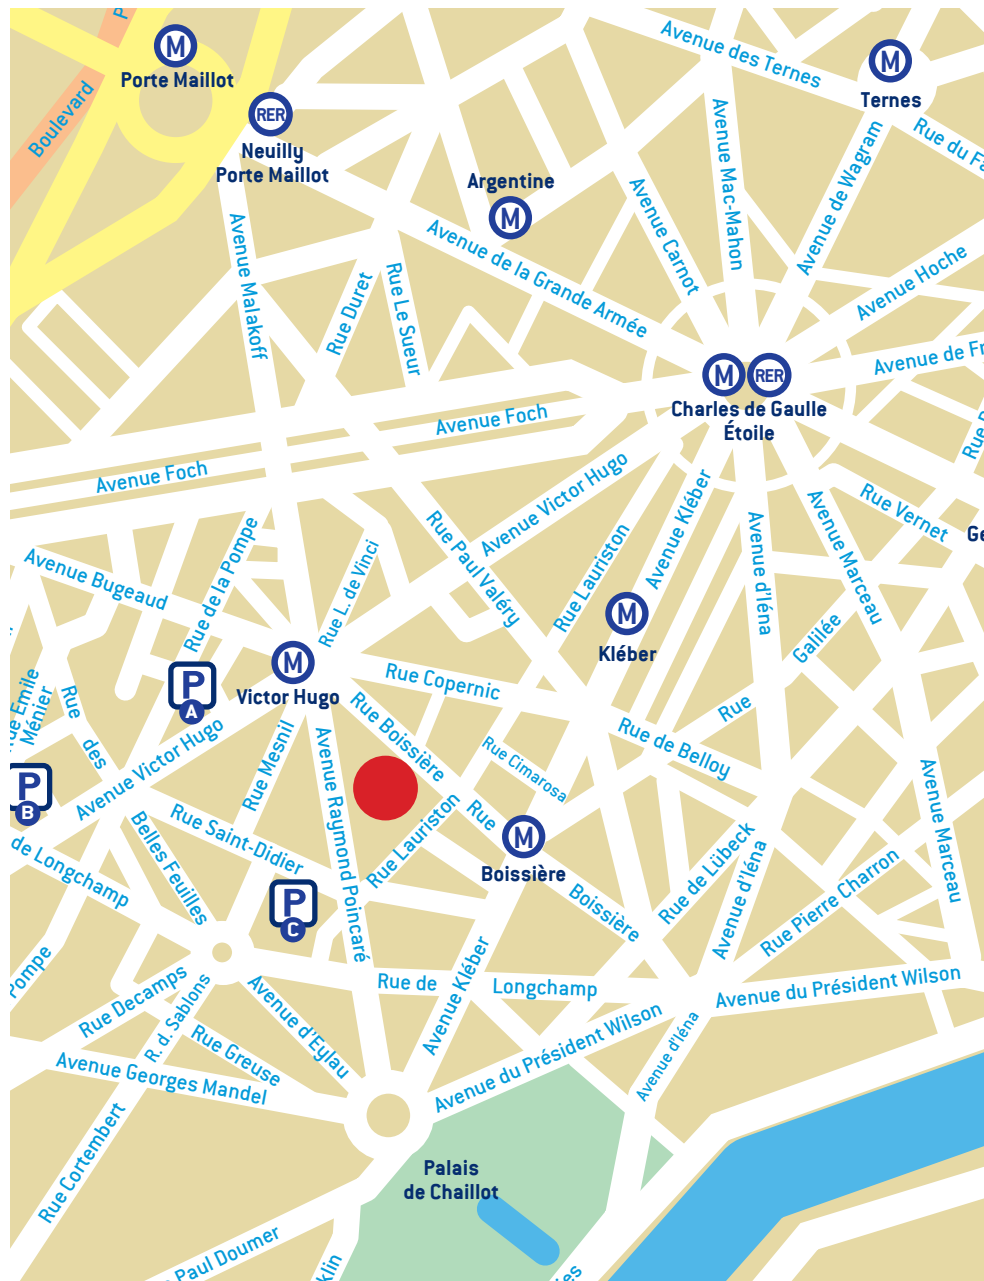 P
M
Porte Maillot
Boulevard
RER
Neuilly
Porte Maillot
Avenue des Ternes
M
Ternes
Rue du Fa
Avenue Mac-Mahon
Avenue de Wagram
Argentine
M
Avenue Carnot
Avenue Hoche
Avenue Malakoff
Avenue de la Grande Armée
Rue Duret
Rue Le Sueur
Avenue de Fr
M
RER
Charles de Gaulle
Étoile
Avenue Foch
Avenue Foch
Avenue Victor Hugo
Avenue Kléber
Rue Vernet
Ge
Avenue Marceau
Avenue d'Iéna
Rue Paul Valéry
Rue Lauriston
Avenue Bugeaud
Rue de la Pompe
Rue L. de Vinci
M
Kléber
Galilée
Rue
M
Victor Hugo
Rue Copernic
P
A
Rue Emile
Ménier
Rue
des
Belles Feuilles
Rue Boissière
Rue Cimarosa
Rue de Belloy
Avenue Victor Hugo
Rue Mesnil
Avenue Raymond Poincaré
P
B
Rue Saint-Didier
Rue Lauriston
Rue
Boissière
M
Boissière
Avenue Marceau
de Longchamp
P
C
Rue de Lübeck
Avenue d'Iéna
Rue Pierre Charron
Pompe
Rue Decamps
R. d. Sablons
Rue de
Longchamp
Avenue Kléber
Avenue du Président Wilson
Avenue d'Eylau
Rue Greuse
Avenue Georges Mandel
Avenue du Président Wilson
Avenue d'Iéna
Rue Cortembert
Palais
de Chaillot
Paul Doumer
klin
es